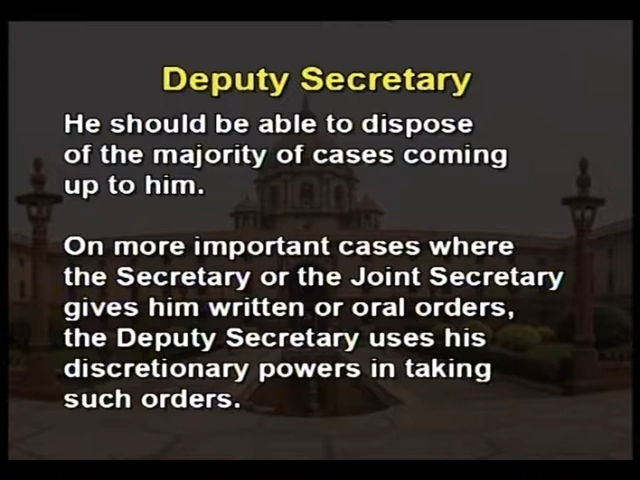 Deputy Secretary
He should be able to dispose
of the majority of cases coming
up to him.
On more important cases where
the Secretary or the Joint Secretary
gives him written or oral orders,
the Deputy Secretary uses his
discretionary powers in taking
such orders.